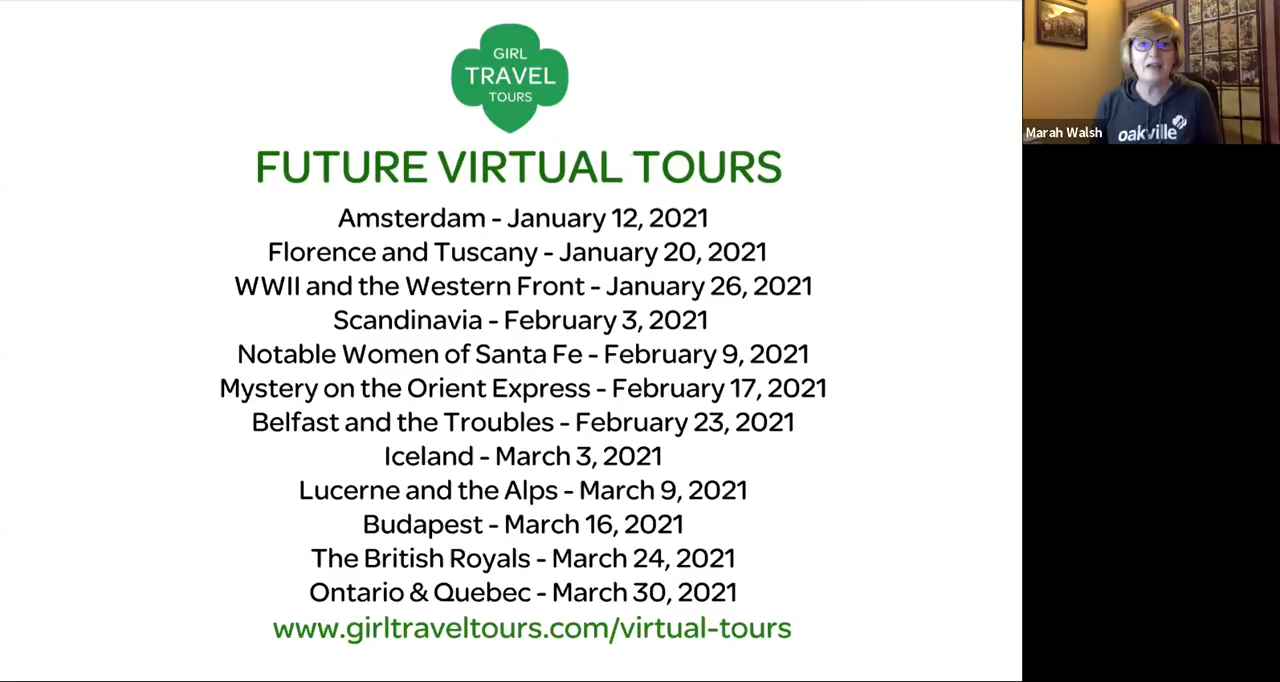 GIRL
TRAVEL
TOURS
FUTURE VIRTUAL TOURS
Amsterdam - January 12, 2021
Florence and Tuscany - January 20, 2021
WWII and the Western Front - January 26, 2021
Scandinavia - February 3, 2021
Notable Women of Santa Fe - February 9, 2021
Mystery on the Orient Express - February 17, 2021
Belfast and the Troubles - February 23, 2021
Iceland - March 3, 2021
Lucerne and the Alps - March 9, 2021
Budapest - March 16, 2021
The British Royals - March 24, 2021
Ontario & Quebec - March 30, 2021
www.girltraveltours.com/virtual-tours
Marah Walsh
oakville